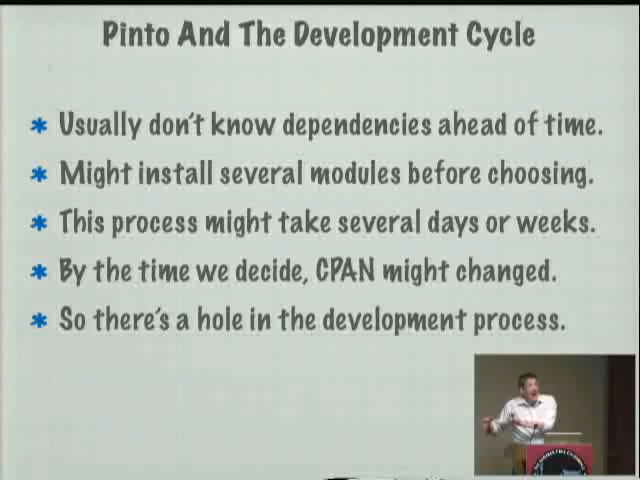 Pinto And The Development Cycle
* Usually don't know dependencies ahead of time.
* Might install several modules before choosing.
* This process might take several days or weeks.
* By the time we decide, CPAN might changed.
* So there's a hole in the development process.